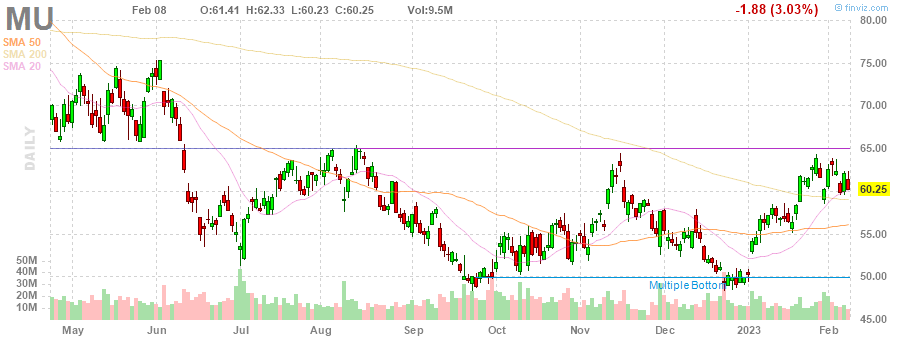 MU Feb 08 O:61.41 H:62.33 L:60.23 C:60.25 Vol:9.5M -1.88 (3.03%) © finviz.com
SMA 50
SMA 200
SMA 20
DAILY
80.00
75.00
70.00
65.00
60.25
55.00
50M
50.00
40M
30M
Multiple Bottom
20M
10M
45.00
May Jun Jul Aug Sep Oct Nov Dec 2023 Feb